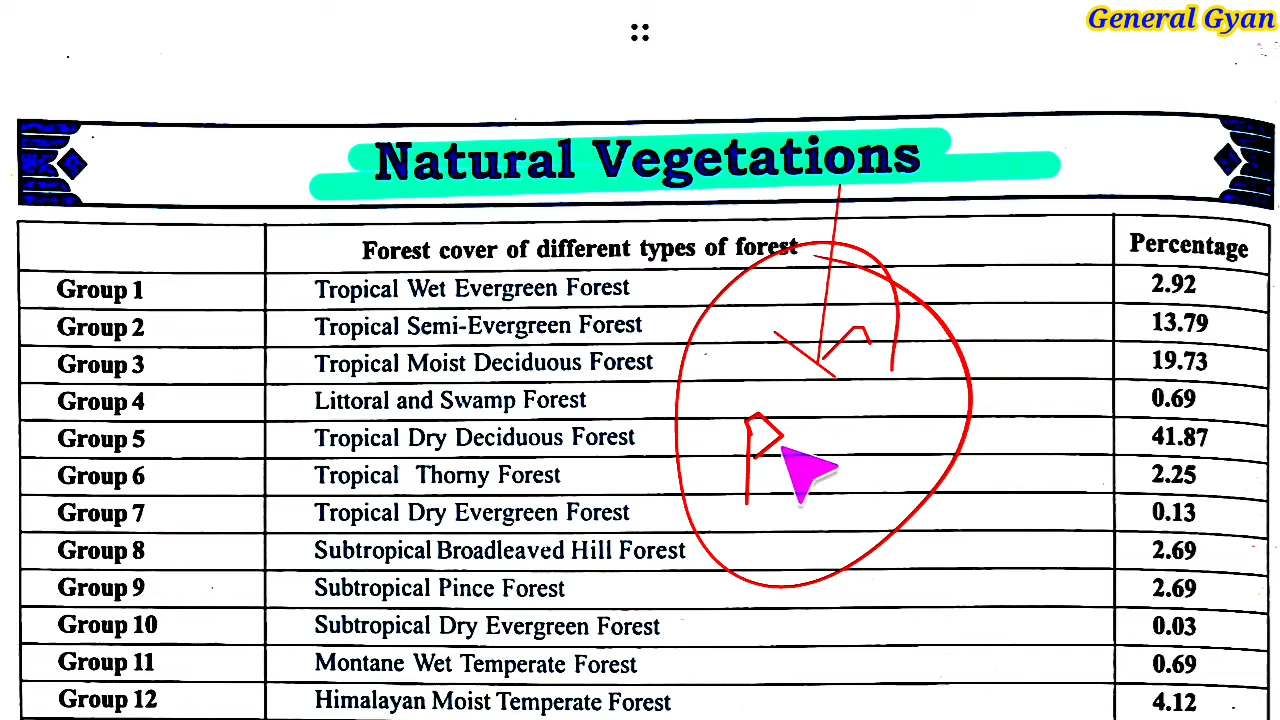 General Gyan
Natural Vegetations
Forest cover of different types of forest Percentage
Group 1 Tropical Wet Evergreen Forest 2.92
Group 2 Tropical Semi-Evergreen Forest 13.79
Group 3 Tropical Moist Deciduous Forest 19.73
Group 4 Littoral and Swamp Forest 0.69
Group 5 Tropical Dry Deciduous Forest 41.87
Group 6 Tropical Thorny Forest 2.25
Group 7 Tropical Dry Evergreen Forest 0.13
Group 8 Subtropical Broadleaved Hill Forest 2.69
Group 9 Subtropical Pince Forest 2.69
Group 10 Subtropical Dry Evergreen Forest 0.03
Group 11 Montane Wet Temperate Forest 0.69
Group 12 Himalayan Moist Temperate Forest 4.12